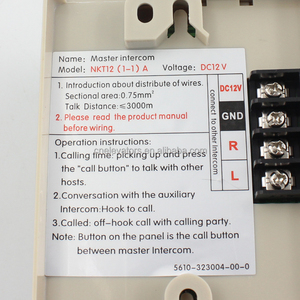 Name: Master intercom
Model: NKT12 (1-1) A    Voltage: DC12V
1. Introduction about distribute of wires.
Sectional area:0.75mm²
Talk Distance:≤3000m
2. Please read the product manual
before wiring.
connect to other intercom
DC12V
GND
R
L
Operation instructions:
1.Calling time: picking up and press
the "call button" to talk with other
hosts.
2.Conversation with the auxiliary
Intercom:Hook to call.
3.Called: off-hook call with calling party.
Note: Button on the panel is the call button
between master Intercom.
5610-323004-00-0